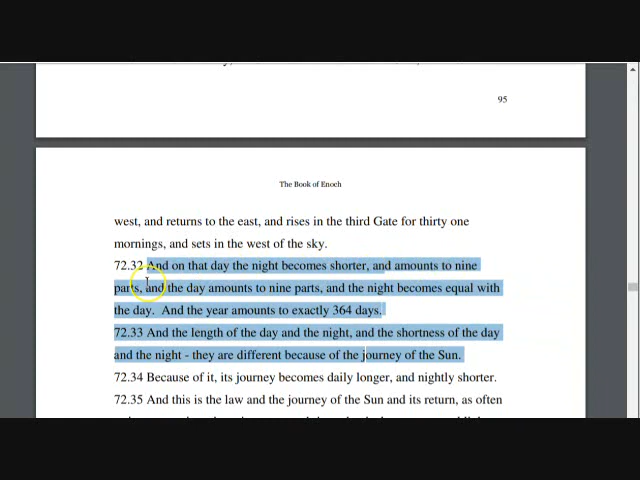 95
The Book of Enoch
west, and returns to the east, and rises in the third Gate for thirty one
mornings, and sets in the west of the sky.
72.32 And on that day the night becomes shorter, and amounts to nine
parts, and the day amounts to nine parts, and the night becomes equal with
the day. And the year amounts to exactly 364 days.
72.33 And the length of the day and the night, and the shortness of the day
and the night - they are different because of the journey of the Sun.
72.34 Because of it, its journey becomes daily longer, and nightly shorter.
72.35 And this is the law and the journey of the Sun and its return, as often